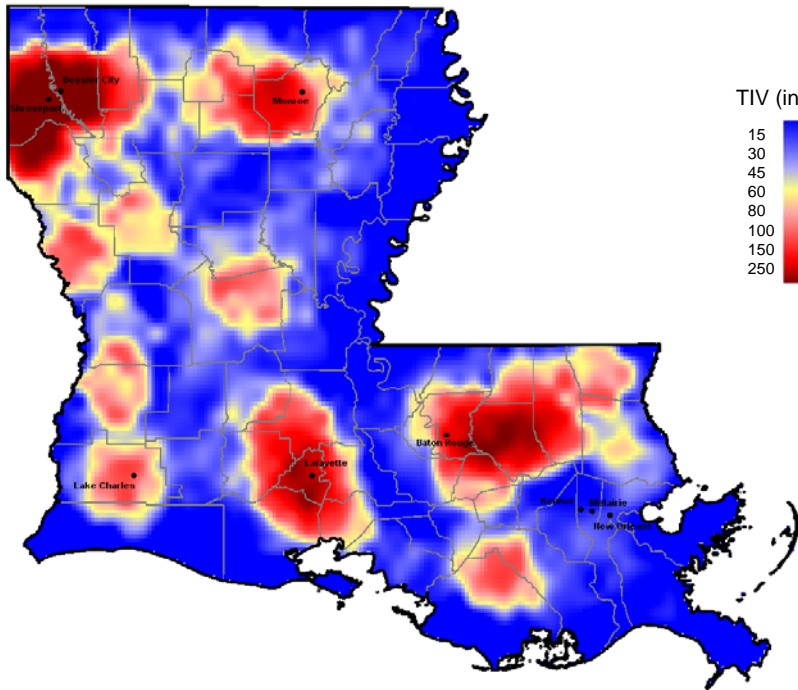 Bossier City
Shreveport
Monroe
TIV (in
15
30
45
60
80
100
150
250
Baton Rouge
Lafayette
Lake Charles
Kenner
Metairie
New Orleans